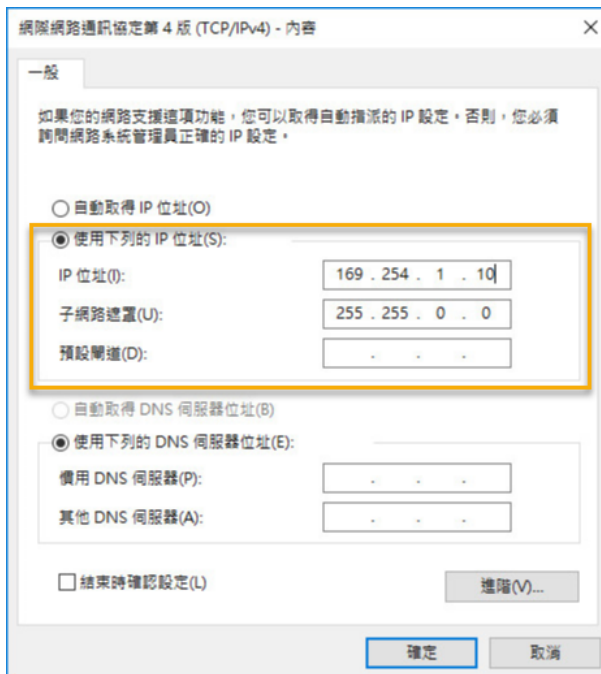 網際網路通訊協定第 4 版 (TCP/IPv4) - 內容
一般
如果您的網路支援這項功能，您可以取得自動指派的 IP 設定。否則，您必須
詢問網路系統管理員正確的 IP 設定。
自動取得 IP 位址(O)
使用下列的 IP 位址(S):
IP 位址(I): 169 . 254 . 1 . 10
子網路遮罩(U): 255 . 255 . 0 . 0
預設閘道(D): . . .
自動取得 DNS 伺服器位址(B)
使用下列的 DNS 伺服器位址(E):
慣用 DNS 伺服器(P): . . .
其他 DNS 伺服器(A): . . .
結束時確認設定(L)
進階(V)...
確定 取消